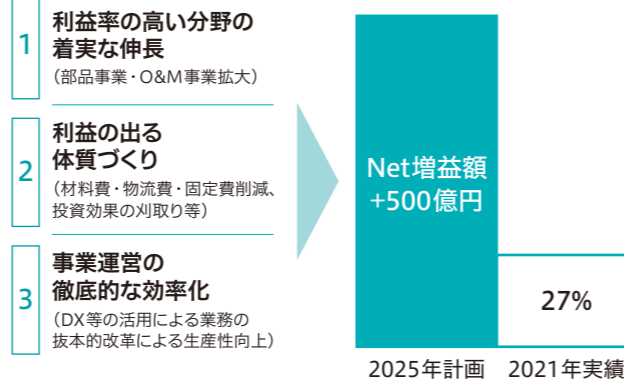 1
利益率の高い分野の
着実な伸長
（部品事業・O&M事業拡大）
2
利益の出る
体質づくり
（材料費・物流費・固定費削減、
投資効果の刈取り等）
3
事業運営の
徹底的な効率化
（DX等の活用による業務の
抜本的改革による生産性向上）
Net増益額
+500億円
27%
2025年計画
2021年実績